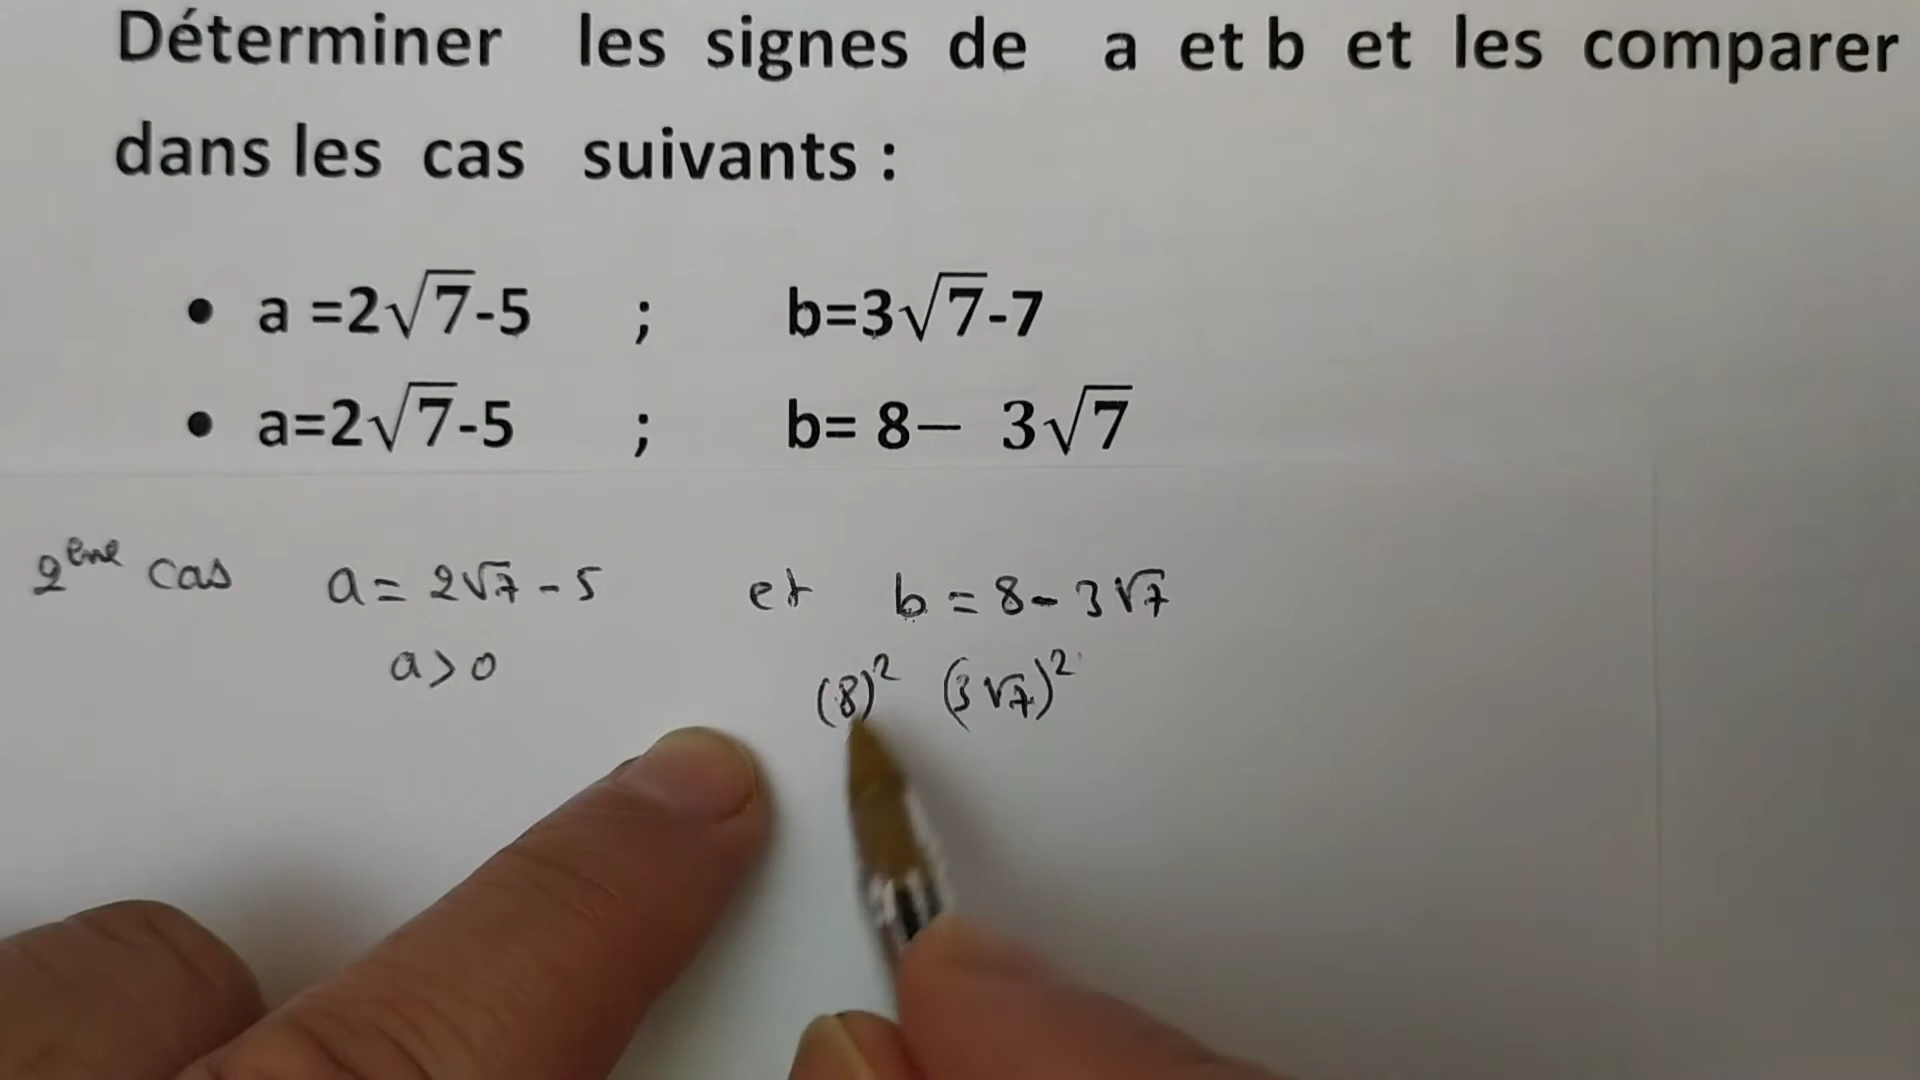 Déterminer les signes de a et b et les comparer
dans les cas suivants :
• a =2√7-5 ; b=3√7-7
• a=2√7-5 ; b= 8– 3√7
2ème cas a = 2√7 - 5 et b = 8 - 3√7
a > 0 (8)² (3√7)²